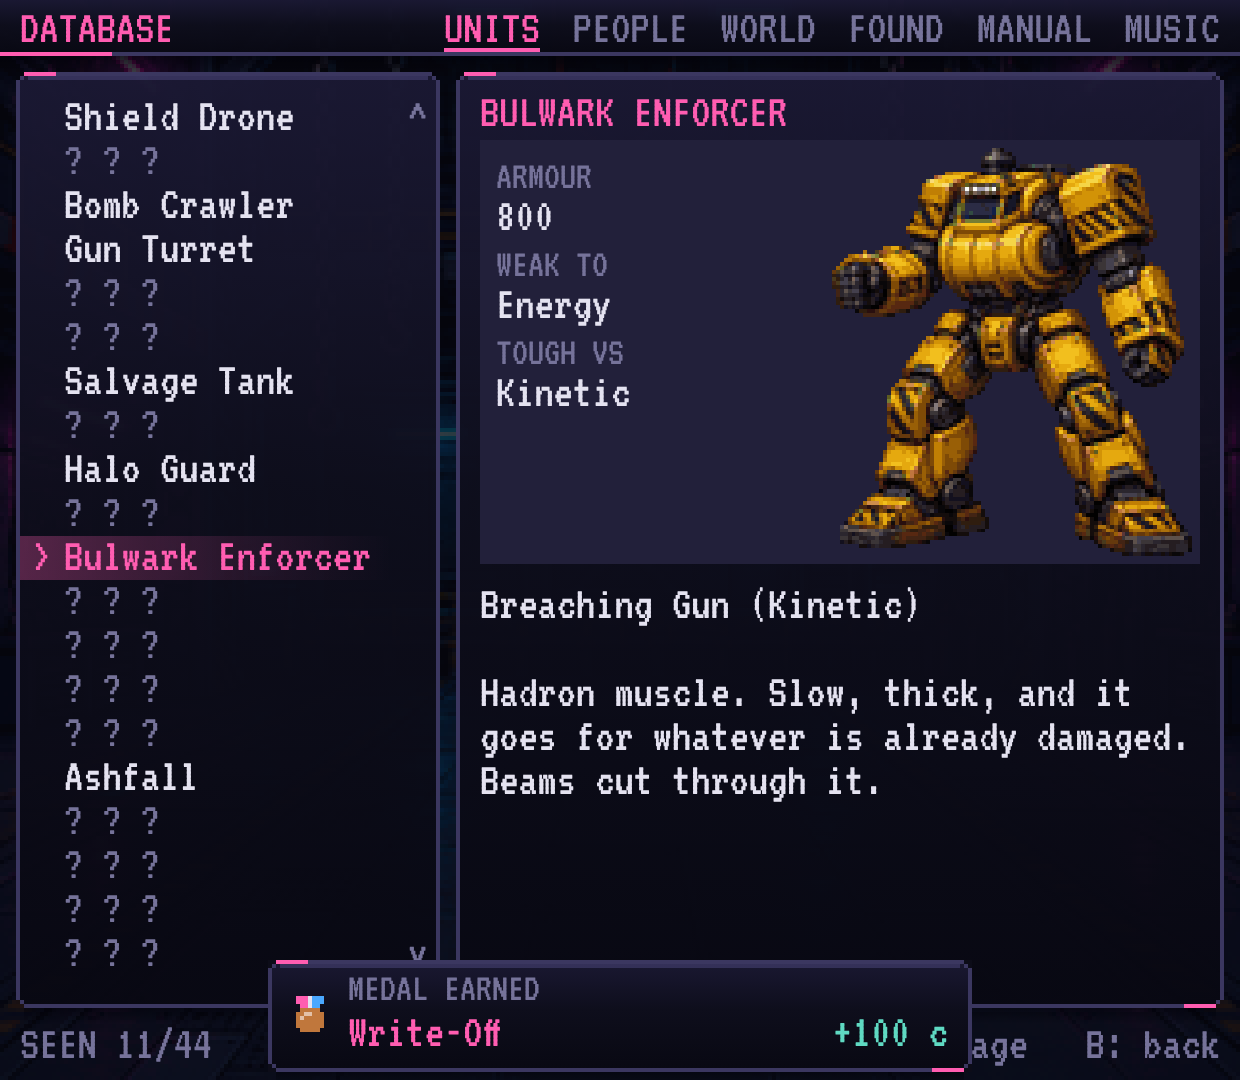 DATABASE
UNITS PEOPLE WORLD FOUND MANUAL MUSIC
Shield Drone
? ? ?
Bomb Crawler
Gun Turret
? ? ?
? ? ?
Salvage Tank
? ? ?
Halo Guard
? ? ?
> Bulwark Enforcer
? ? ?
? ? ?
? ? ?
? ? ?
Ashfall
? ? ?
? ? ?
? ? ?
? ? ?
BULWARK ENFORCER
ARMOUR
800
WEAK TO
Energy
TOUGH VS
Kinetic
Breaching Gun (Kinetic)
Hadron muscle. Slow, thick, and it
goes for whatever is already damaged.
Beams cut through it.
MEDAL EARNED
Write-Off +100 c
SEEN 11/44
age B: back